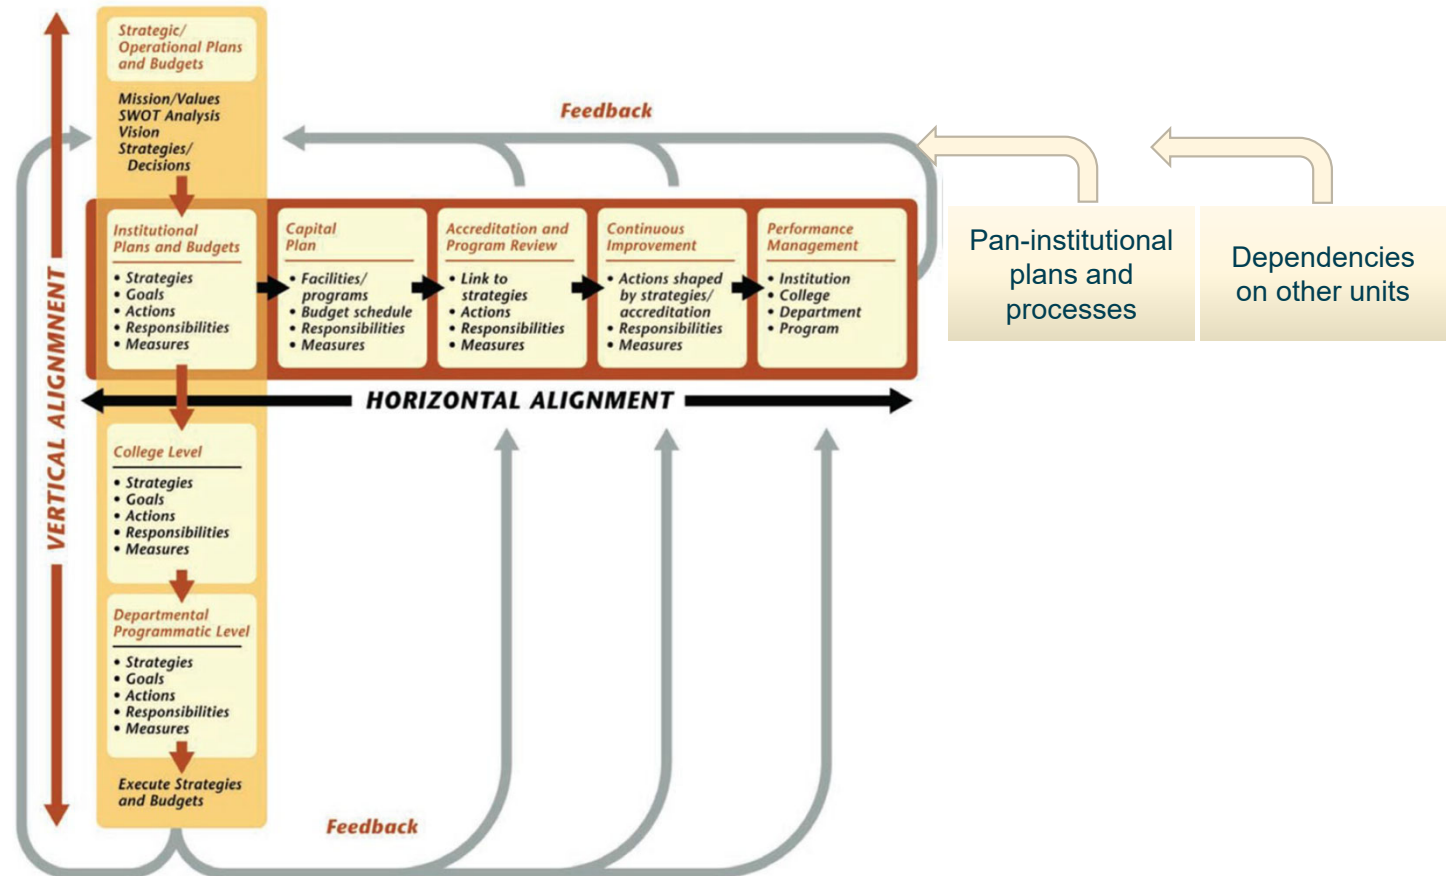 Strategic/
Operational Plans
and Budgets
Mission/Values
SWOT Analysis
Vision
Strategies/
Decisions
Feedback
VERTICAL ALIGNMNENT
Institutional
Plans and Budgets
• Strategies
• Goals
• Actions
• Responsibilities
• Measures
Capital
Plan
• Facilities/
programs
• Budget schedule
• Responsibilities
• Measures
Accreditation and
Program Review
• Link to
strategies
• Actions
• Responsibilities
• Measures
Continuous
Improvement
• Actions shaped
by strategies/
accreditation
• Responsibilities
• Measures
Performance
Management
• Institution
• College
• Department
• Program
Pan-institutional
plans and
processes
Dependencies
on other units
HORIZONTAL ALIGNMENT
College Level
• Strategies
• Goals
• Actions
• Responsibilities
• Measures
Departmental
Programmatic Level
• Strategies
• Goals
• Actions
• Responsibilities
• Measures
Execute Strategies
and Budgets
Feedback